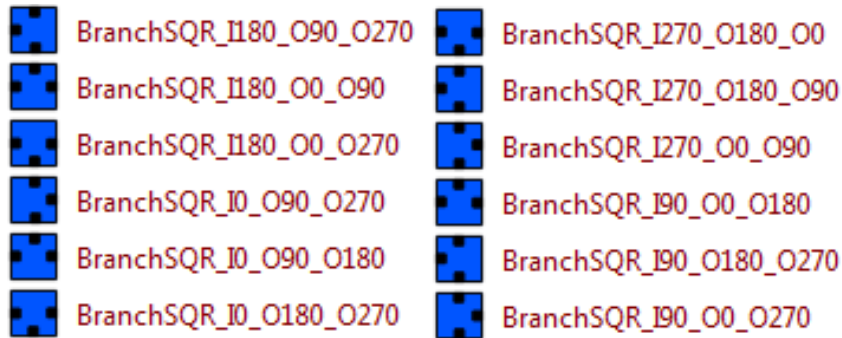 BranchSQR_I180_O90_O270
BranchSQR_I180_O0_O90
BranchSQR_I180_O0_O270
BranchSQR_I0_O90_O270
BranchSQR_I0_O90_O180
BranchSQR_I0_O180_O270
BranchSQR_I270_O180_O0
BranchSQR_I270_O180_O90
BranchSQR_I270_O0_O90
BranchSQR_I90_O0_O180
BranchSQR_I90_O180_O270
BranchSQR_I90_O0_O270